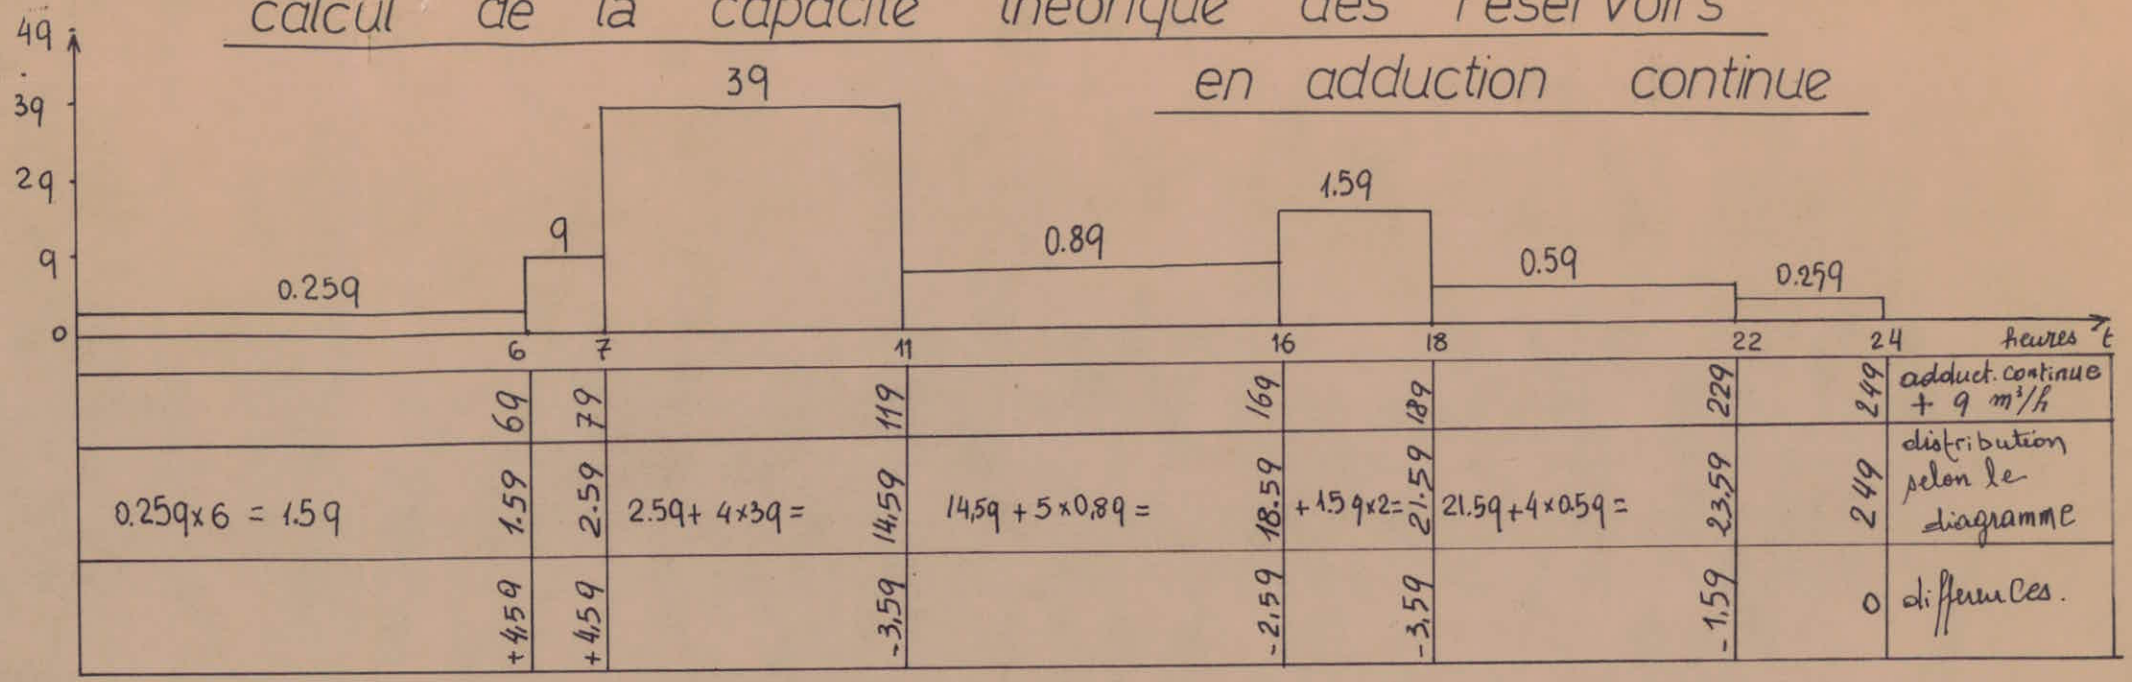 calcul de la capacité théorique des réservoirs
en adduction continue
4q
3q
2q
q
0
0.25q
q
3q
0.8q
1.5q
0.5q
0.25q
6 7 11 16 18 22 24 heures t
6q 7q 11q 16q 18q 22q 24q adduct. continue
+ q m³/h
0.25q×6 = 1.5q 1.5q 2.5q 2.5q+ 4×3q = 14,5q 14,5q + 5×0,8q = 18.5q + 1.5q×2= 21.5q 21.5q+4×0.5q = 23,5q 24q distribution
selon le
diagramme
+4,5q +4,5q -3,5q -2,5q -3,5q -1,5q 0 differences.